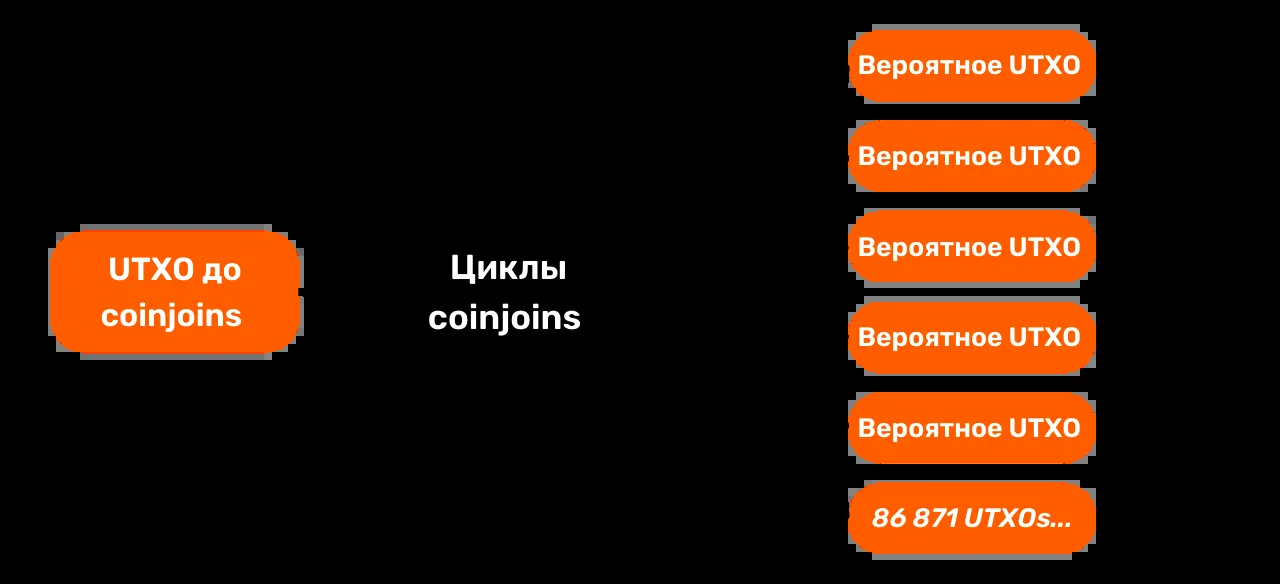 UTXO до
coinjoins
Циклы
coinjoins
Вероятное UTXO
Вероятное UTXO
Вероятное UTXO
Вероятное UTXO
Вероятное UTXO
86 871 UTXOs...